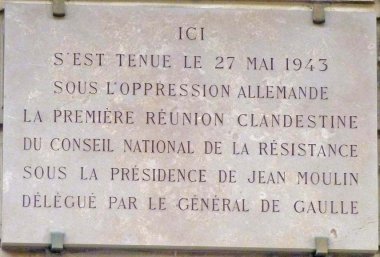 ICI
S'EST TENUE LE 27 MAI 1943
SOUS L'OPPRESSION ALLEMANDE
LA PREMIÈRE RÉUNION CLANDESTINE
DU CONSEIL NATIONAL DE LA RÉSISTANCE
SOUS LA PRÉSIDENCE DE JEAN MOULIN
DÉLÉGUÉ PAR LE GÉNÉRAL DE GAULLE